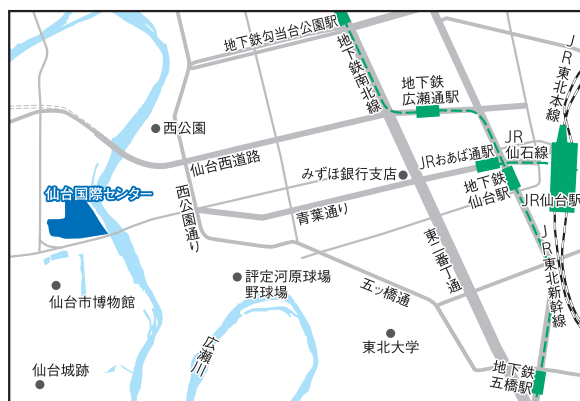 地下鉄勾当台公園駅
地下鉄南北線
地下鉄
広瀬通駅
JR東北本線
西公園
仙台西道路
みずほ銀行支店
JRおあば通駅
JR
仙石線
地下鉄
仙台駅
JR仙台駅
仙台国際センター
西公園通り
青葉通り
東二番丁通
JR東北新幹線
仙台市博物館
評定河原球場
野球場
五ッ橋通
広瀬川
東北大学
仙台城跡
地下鉄
五橋駅